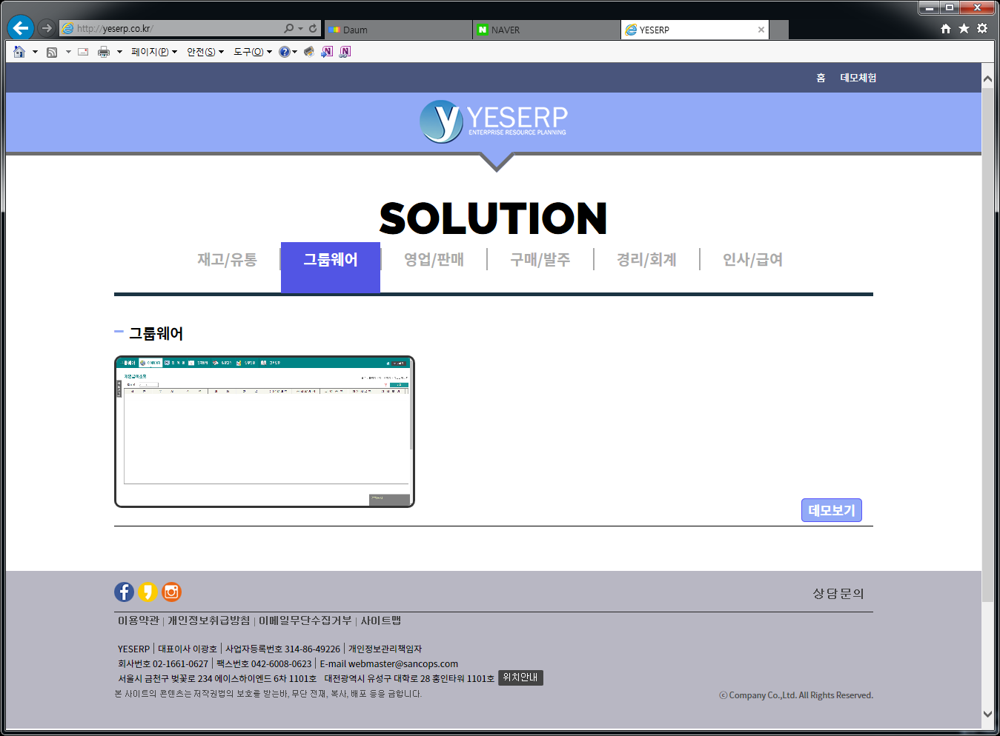 http://yeserp.co.kr/
Daum
NAVER
YESERP
페이지(P)
안전(S)
도구(O)
홈
데모체험
YESERP
ENTERPRISE RESOURCE PLANNING
SOLUTION
재고/유통
그룹웨어
영업/판매
구매/발주
경리/회계
인사/급여
그룹웨어
그룹웨어
데모보기
상담문의
이용약관 | 개인정보취급방침 | 이메일무단수집거부 | 사이트맵
YESERP | 대표이사 이광호 | 사업자등록번호 314-86-49226 | 개인정보관리책임자
회사번호 02-1661-0627 | 팩스번호 042-6008-0623 | E-mail webmaster@sancops.com
서울시 금천구 벚꽃로 234 에이스하이엔드 6차 1101호 대전광역시 유성구 대학로 28 홍인타워 1101호 위치안내
본 사이트의 콘텐츠는 저작권법의 보호를 받는바, 무단 전재, 복사, 배포 등을 금합니다.
ⓒ Company Co.,Ltd. All Rights Reserved.